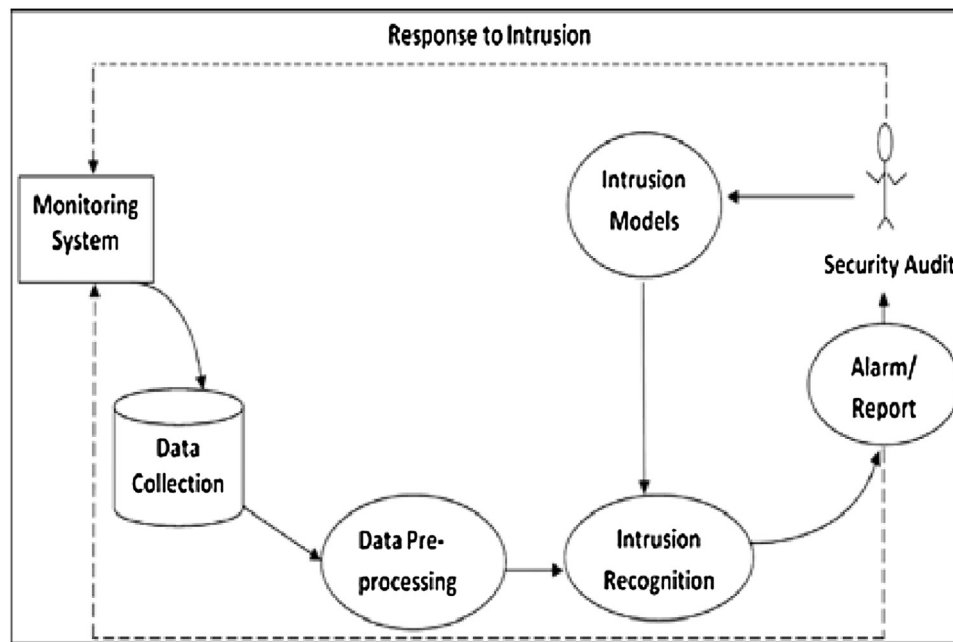 Response to Intrusion
Monitoring
System
Intrusion
Models
Security Audit
Alarm/
Report
Data
Collection
Data Pre-
processing
Intrusion
Recognition